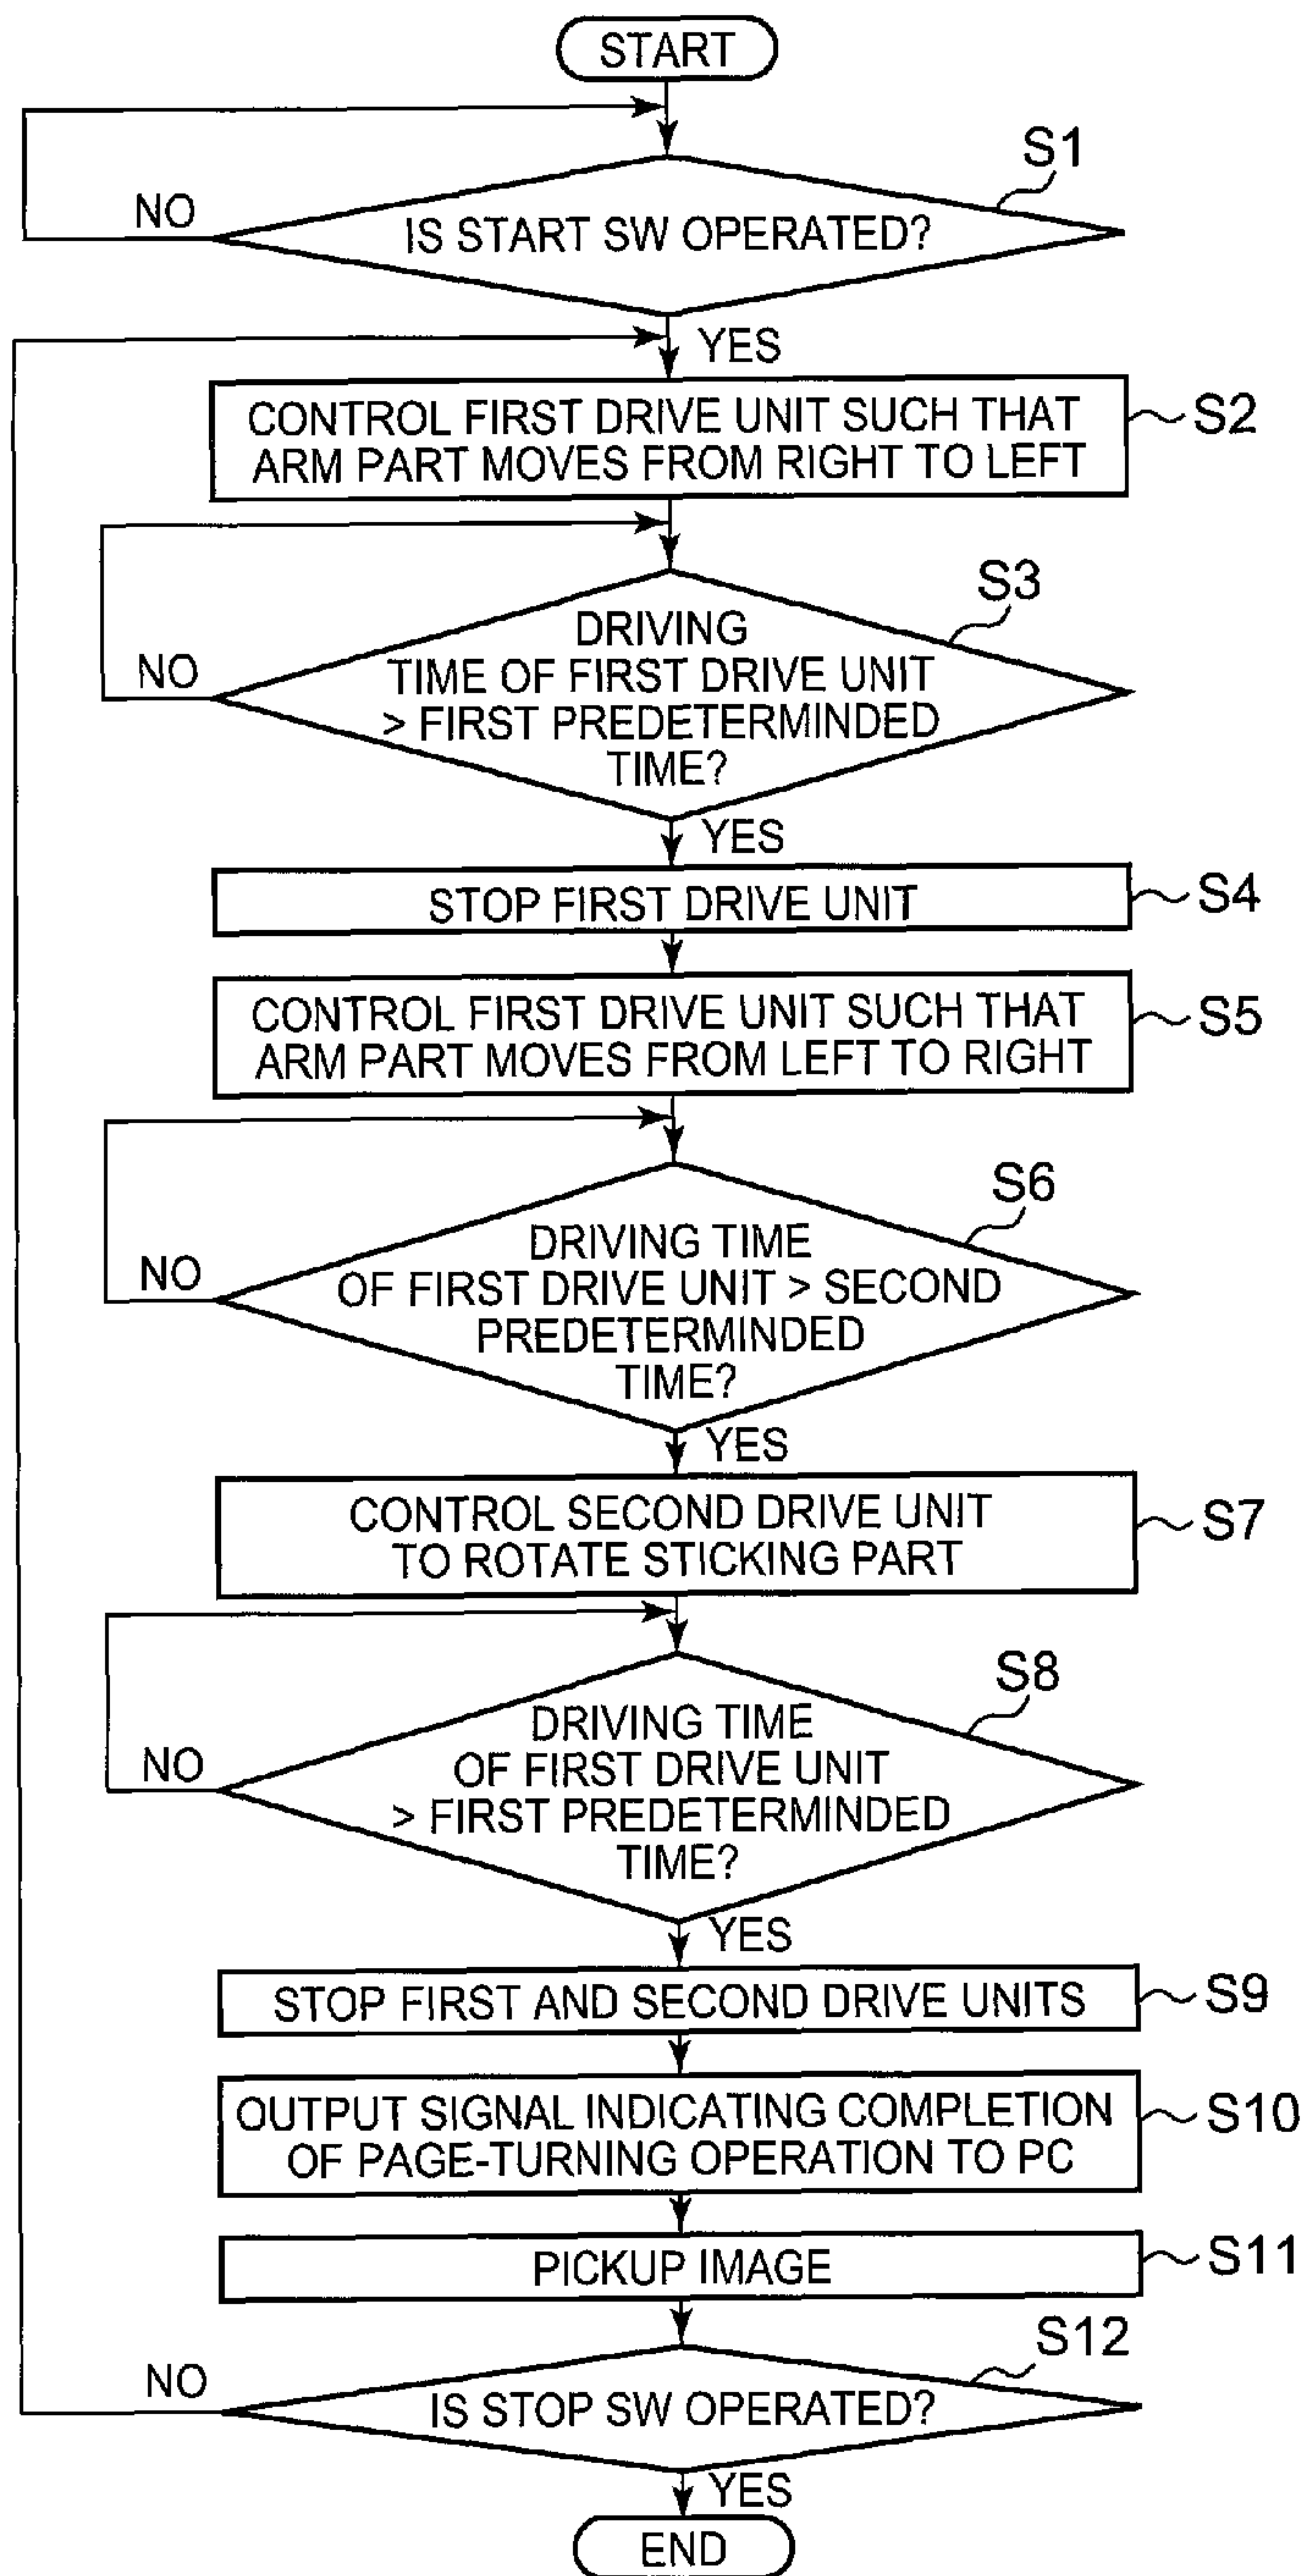 START
S1
NO
IS START SW OPERATED?
YES
CONTROL FIRST DRIVE UNIT SUCH THAT
ARM PART MOVES FROM RIGHT TO LEFT
S2
S3
DRIVING
TIME OF FIRST DRIVE UNIT
> FIRST PREDETERMINDED
TIME?
NO
YES
STOP FIRST DRIVE UNIT
S4
CONTROL FIRST DRIVE UNIT SUCH THAT
ARM PART MOVES FROM LEFT TO RIGHT
S5
S6
DRIVING TIME
OF FIRST DRIVE UNIT > SECOND
PREDETERMINDED
TIME?
NO
YES
CONTROL SECOND DRIVE UNIT
TO ROTATE STICKING PART
S7
S8
DRIVING TIME
OF FIRST DRIVE UNIT
> FIRST PREDETERMINDED
TIME?
NO
YES
STOP FIRST AND SECOND DRIVE UNITS
S9
OUTPUT SIGNAL INDICATING COMPLETION
OF PAGE-TURNING OPERATION TO PC
S10
PICKUP IMAGE
S11
S12
NO
IS STOP SW OPERATED?
YES
END